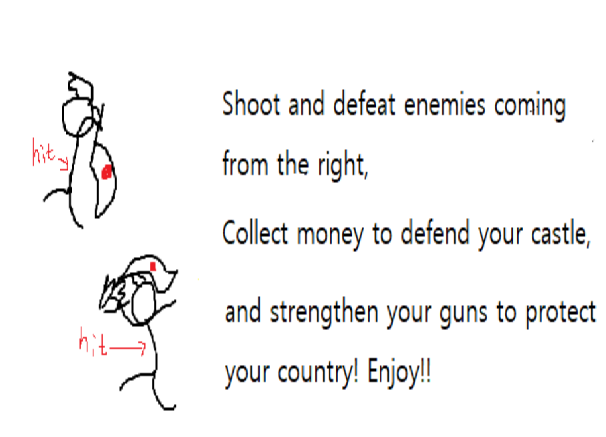 Shoot and defeat enemies coming
from the right,
hit
Collect money to defend your castle,
and strengthen your guns to protect
hit
your country! Enjoy!!